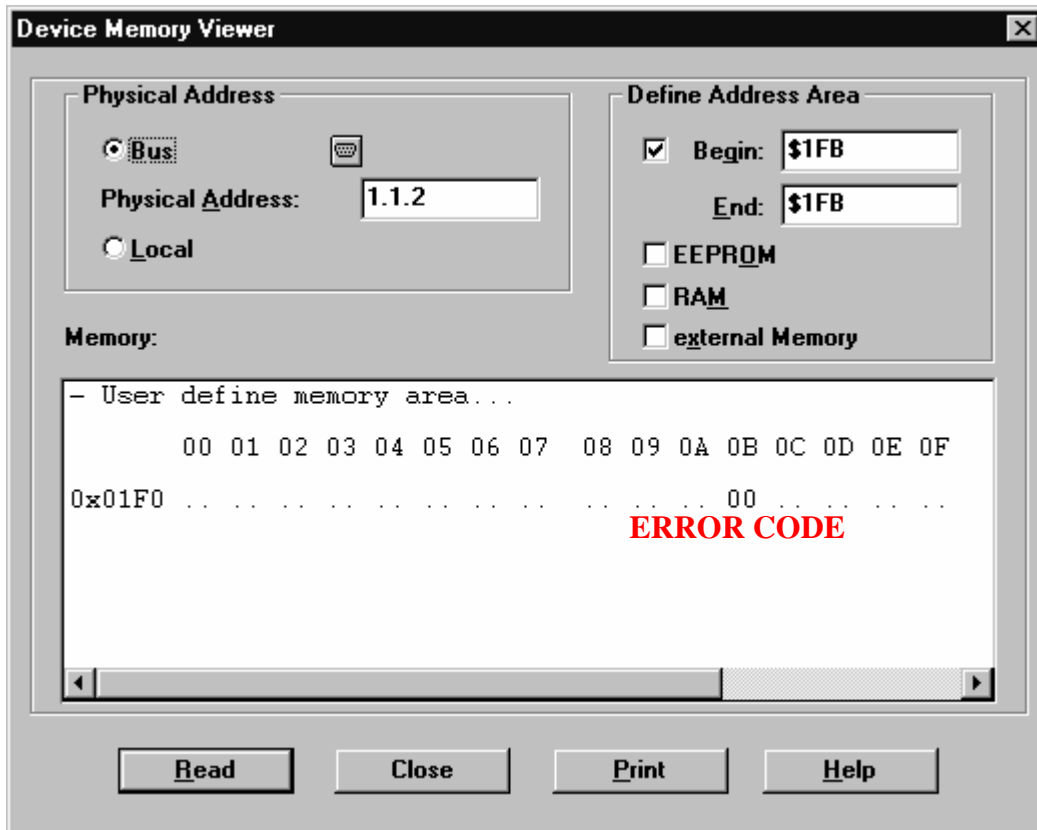 Device Memory Viewer
Physical Address
Bus
Physical Address: 1.1.2
Local
Define Address Area
Begin: $1FB
End: $1FB
EEPROM
RAM
external Memory
Memory:
- User define memory area...
00 01 02 03 04 05 06 07 08 09 0A 0B 0C 0D 0E 0F
0x01F0 .. .. .. .. .. .. .. .. .. .. .. 00 .. .. .. ..
ERROR CODE
Read Close Print Help